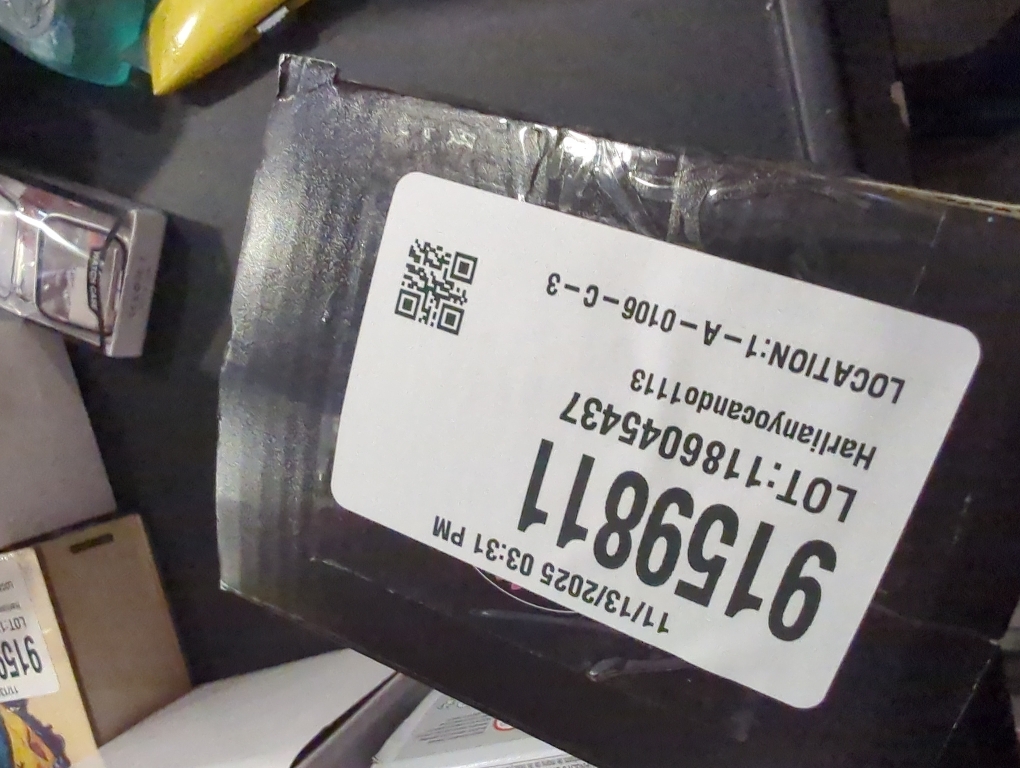 11/13/2025 03:31 PM
9159811
LOT:1186045437
Harlianyocando1113
LOCATION:1-A-0106-C-3